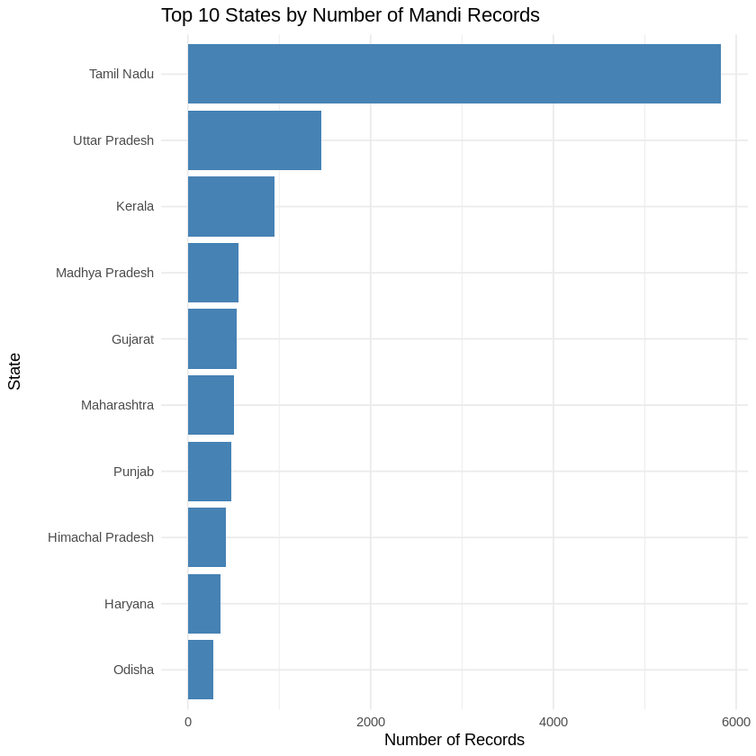 Top 10 States by Number of Mandi Records
State
Tamil Nadu
Uttar Pradesh
Kerala
Madhya Pradesh
Gujarat
Maharashtra
Punjab
Himachal Pradesh
Haryana
Odisha
0 2000 4000 6000
Number of Records